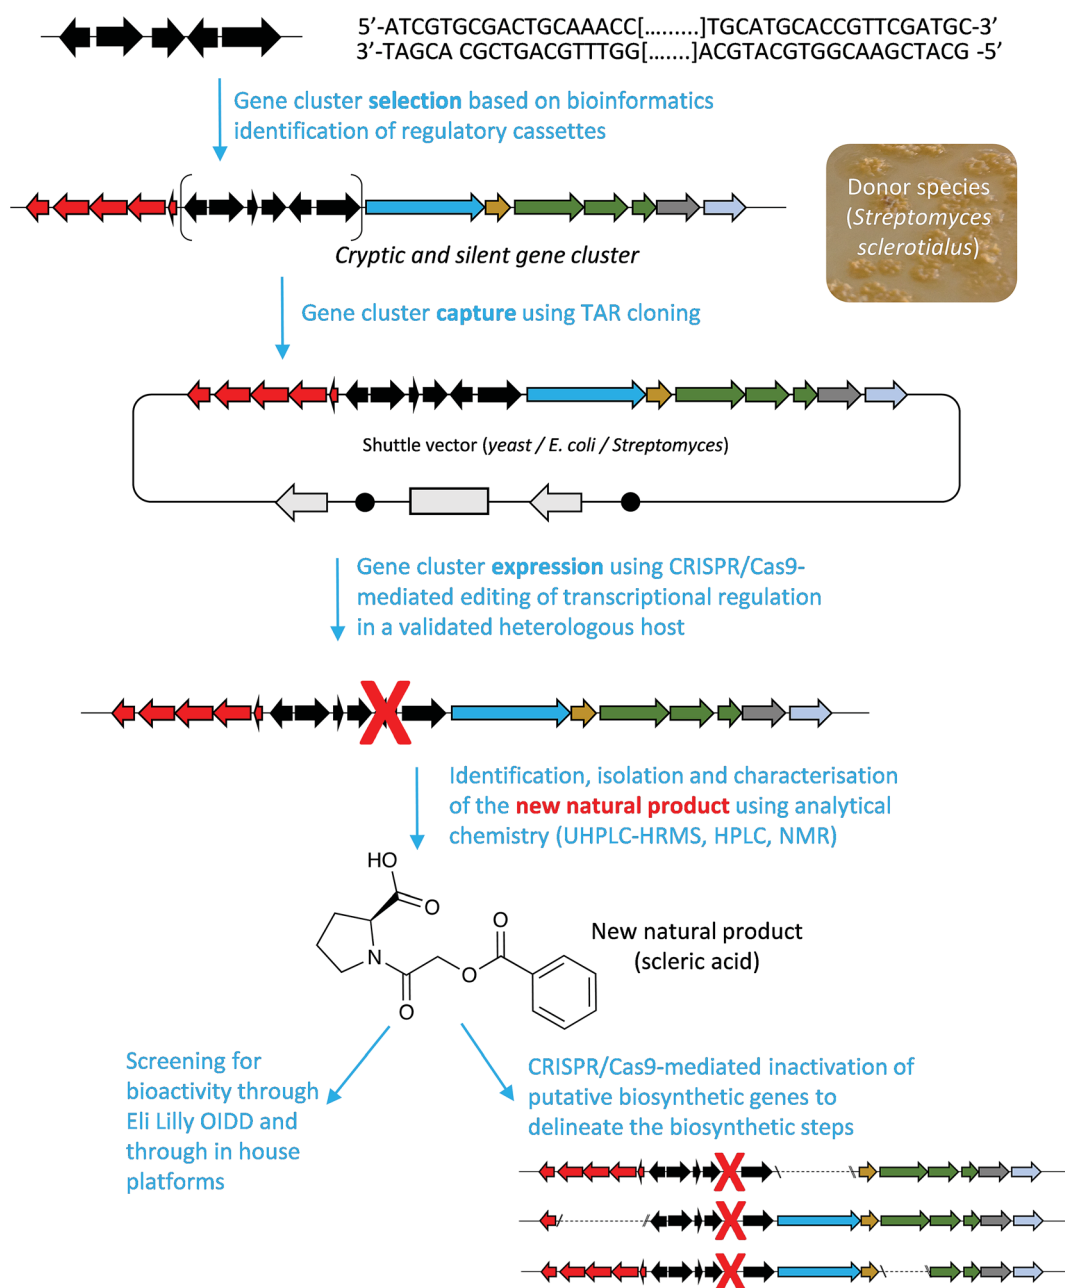 5’-ATCGTGCGACTGCAAACC[.........]TGCATGCACCGTTCGATGC-3’
3’-TAGCA CGCTGACGTTTGG[........]ACGTACGTGGCAAGCTACG -5’
Gene cluster selection based on bioinformatics
identification of regulatory cassettes
Donor species
(Streptomyces
sclerotialus)
Cryptic and silent gene cluster
Gene cluster capture using TAR cloning
Shuttle vector (yeast / E. coli / Streptomyces)
Gene cluster expression using CRISPR/Cas9-
mediated editing of transcriptional regulation
in a validated heterologous host
X
Identification, isolation and characterisation
of the new natural product using analytical
chemistry (UHPLC-HRMS, HPLC, NMR)
HO
O
N
O
O
O
New natural product
(scleric acid)
Screening for
bioactivity through
Eli Lilly OIDD and
through in house
platforms
CRISPR/Cas9-mediated inactivation of
putative biosynthetic genes to
delineate the biosynthetic steps
X
X
X